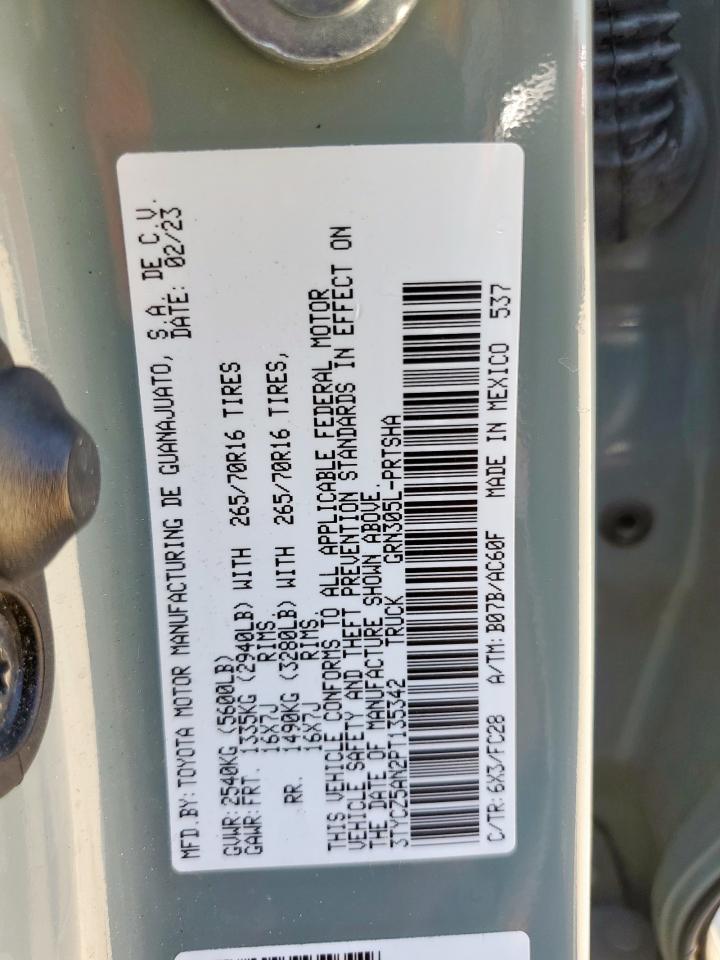 MFD.BY: TOYOTA MOTOR MANUFACTURING DE GUANAJUATO, S.A. DE C.V.
DATE: 02/23
GVWR: 2540KG (5600LB)
GAWR: FRT. 1335KG (2940LB) WITH 265/70R16 TIRES
16X7J RIMS.
RR. 1490KG (3280LB) WITH 265/70R16 TIRES,
16X7J RIMS.
THIS VEHICLE CONFORMS TO ALL APPLICABLE FEDERAL MOTOR
VEHICLE SAFETY AND THEFT PREVENTION STANDARDS IN EFFECT ON
THE DATE OF MANUFACTURE SHOWN ABOVE.
3TYCZ5AN2PT135342 TRUCK GRN305L-PRTSHA
C/TR: 6X3/FC28 A/TM: B07B/AC60F MADE IN MEXICO 537